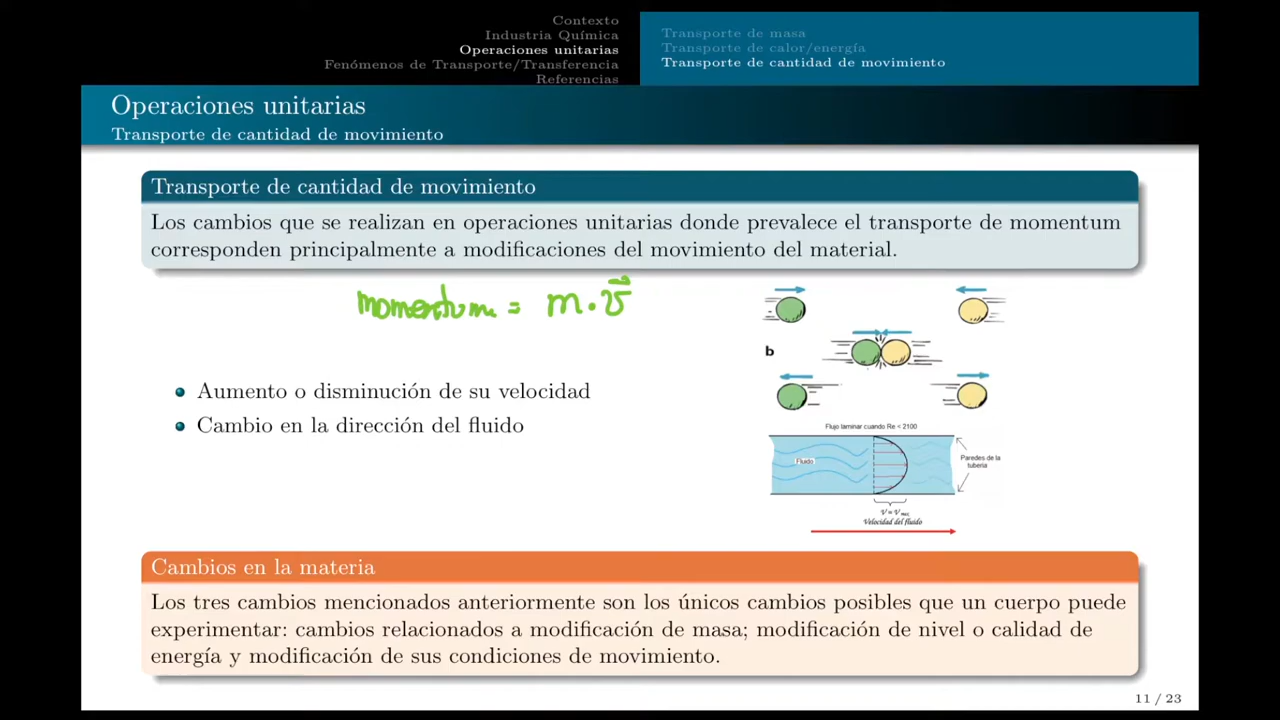 Contexto
Industria Química
Operaciones unitarias
Fenómenos de Transporte/Transferencia
Referencias
Transporte de masa
Transporte de calor/energía
Transporte de cantidad de movimiento
Operaciones unitarias
Transporte de cantidad de movimiento
Transporte de cantidad de movimiento
Los cambios que se realizan en operaciones unitarias donde prevalece el transporte de momentum
corresponden principalmente a modificaciones del movimiento del material.
momentum = m · v⃗
Aumento o disminución de su velocidad
Cambio en la dirección del fluido
b
Flujo laminar cuando Re < 2100
Fluido
Paredes de la
tuberia
Velocidad del fluido
Cambios en la materia
Los tres cambios mencionados anteriormente son los únicos cambios posibles que un cuerpo puede
experimentar: cambios relacionados a modificación de masa; modificación de nivel o calidad de
energía y modificación de sus condiciones de movimiento.
11 / 23